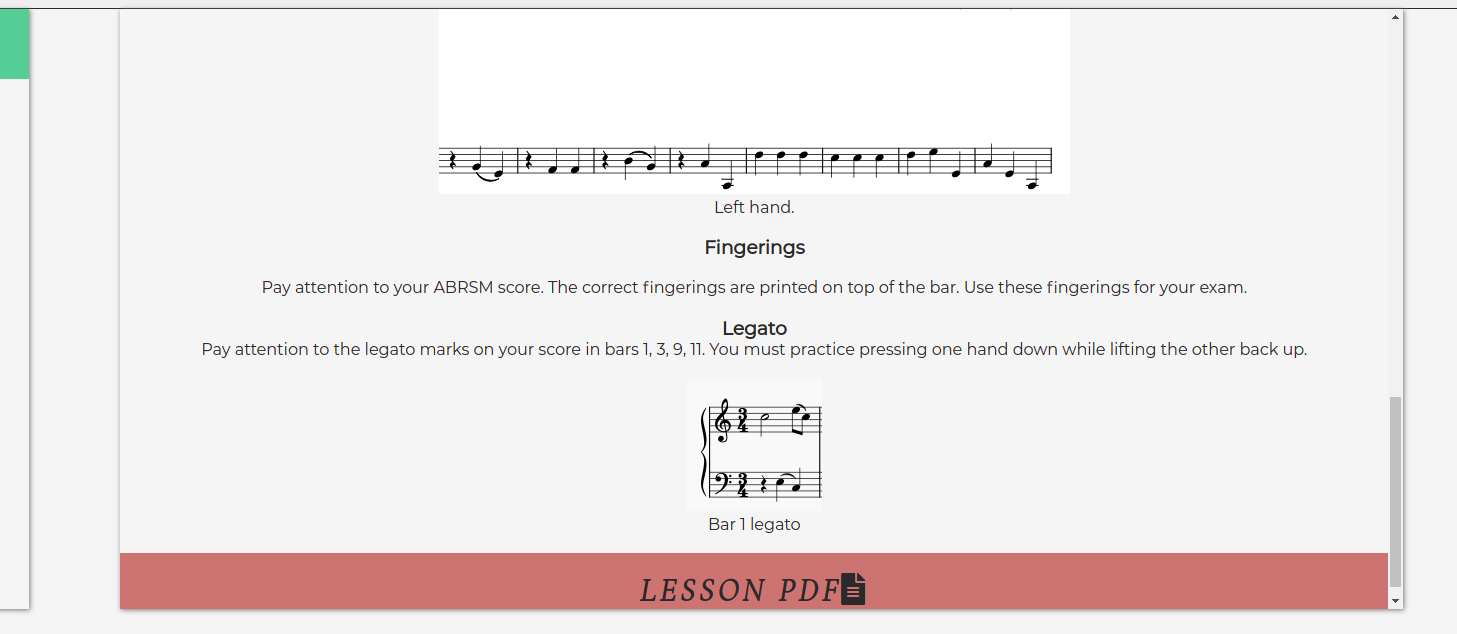 Left hand.
Fingerings
Pay attention to your ABRSM score. The correct fingerings are printed on top of the bar. Use these fingerings for your exam.
Legato
Pay attention to the legato marks on your score in bars 1, 3, 9, 11. You must practice pressing one hand down while lifting the other back up.
3
4
3
4
Bar 1 legato
LESSON PDF